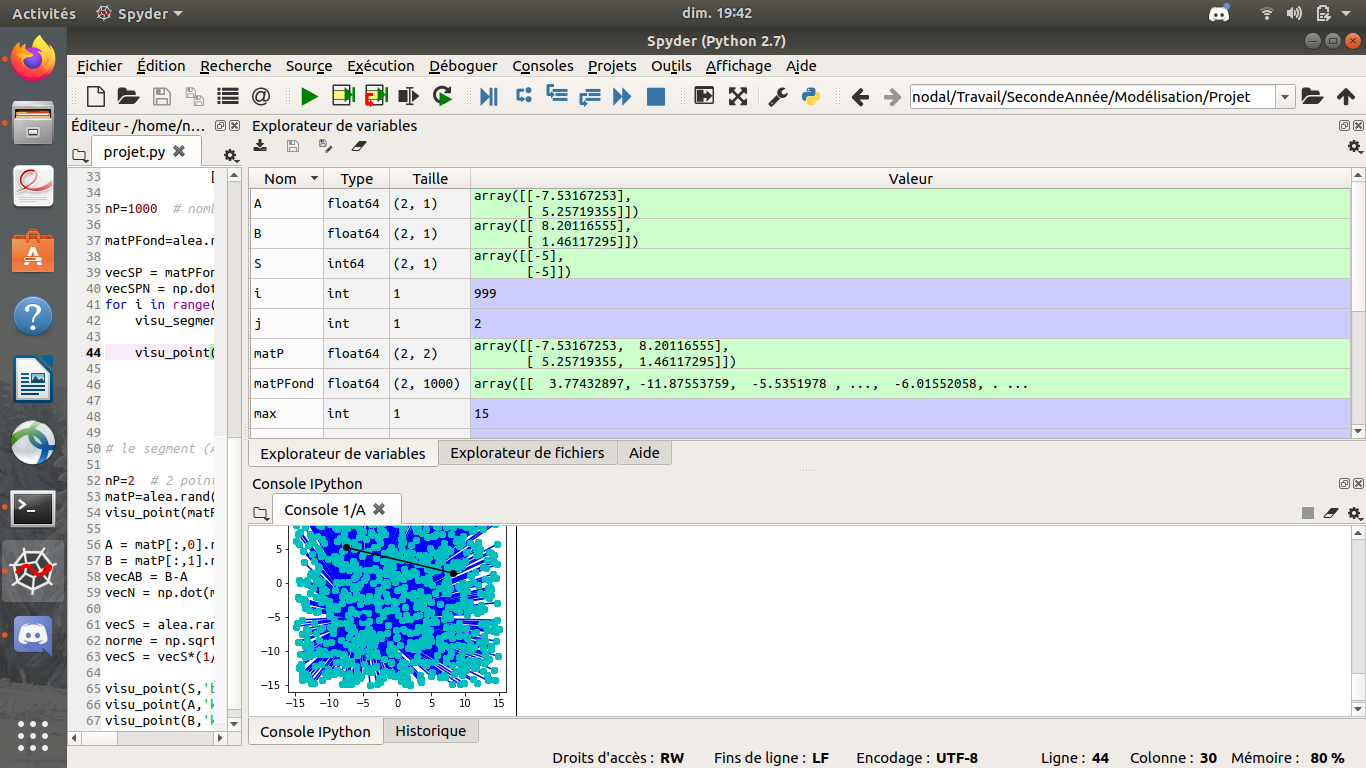 Activités Spyder dim. 19:42
Spyder (Python 2.7)
Fichier Édition Recherche Source Exécution Déboguer Consoles Projets Outils Affichage Aide
nodal/Travail/SecondeAnnée/Modélisation/Projet
Éditeur - /home/n...
projet.py
33 [
34
35 nP=1000 # nomb
36
37 matPFond=alea.r
38
39 vecSP = matPFon
40 vecSPN = np.dot
41 for i in range(
42 visu_segmen
43
44 visu_point(
45
46
47
48
49
50 # le segment (A
51
52 nP=2 # 2 point
53 matP=alea.rand(
54 visu_point(matP
55
56 A = matP[:,0].r
57 B = matP[:,1].r
58 vecAB = B-A
59 vecN = np.dot(m
60
61 vecS = alea.ran
62 norme = np.sqrt
63 vecS = vecS*(1/
64
65 visu_point(S,'b
66 visu_point(A,'k
67 visu_point(B,'k
Explorateur de variables
Nom Type Taille Valeur
A float64 (2, 1) array([[-7.53167253],
[ 5.25719355]])
B float64 (2, 1) array([[ 8.20116555],
[ 1.46117295]])
S int64 (2, 1) array([[-5],
[-5]])
i int 1 999
j int 1 2
matP float64 (2, 2) array([[-7.53167253, 8.20116555],
[ 5.25719355, 1.46117295]])
matPFond float64 (2, 1000) array([[ 3.77432897, -11.87553759, -5.5351978 , ..., -6.01552058, . ...
max int 1 15
Explorateur de variables Explorateur de fichiers Aide
Console IPython
Console 1/A
5
0
−5
−10
−15
−15 −10 −5 0 5 10 15
Console IPython Historique
Droits d'accès : RW Fins de ligne : LF Encodage : UTF-8 Ligne : 44 Colonne : 30 Mémoire : 80 %